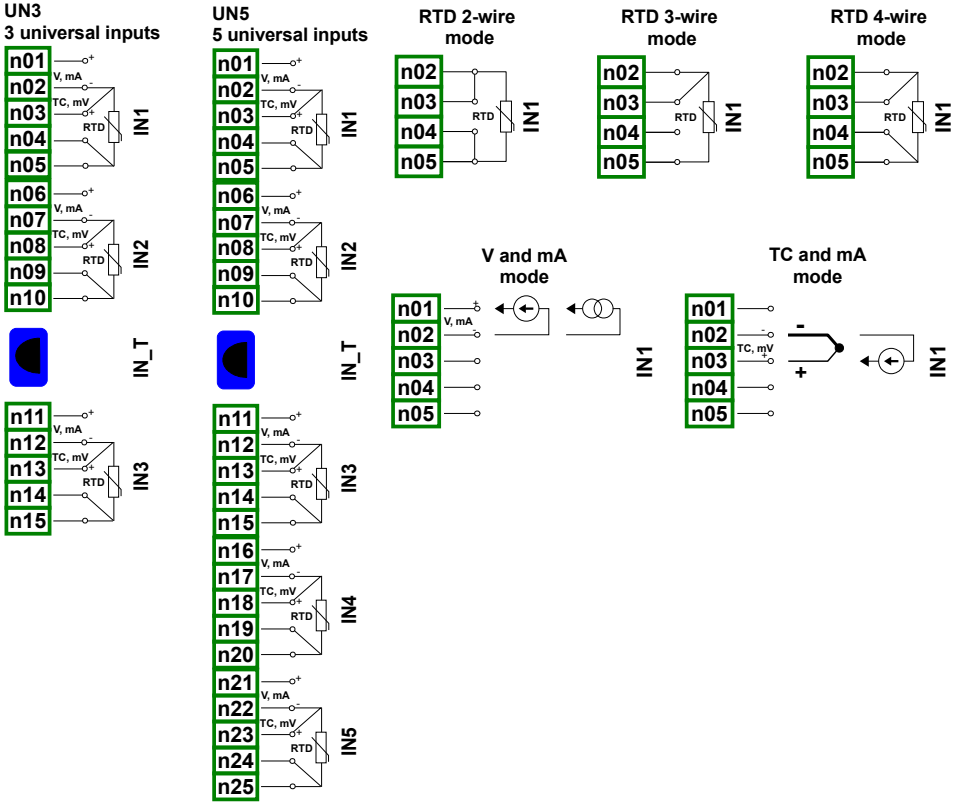 UN3
3 universal inputs
n01
+
V, mA
n02
-
TC, mV
n03
+
RTD
n04
n05
IN1
n06
+
V, mA
n07
-
TC, mV
n08
+
RTD
n09
n10
IN2
IN_T
n11
+
V, mA
n12
-
TC, mV
n13
+
RTD
n14
n15
IN3
UN5
5 universal inputs
n01
+
V, mA
n02
-
TC, mV
n03
+
RTD
n04
n05
IN1
n06
+
V, mA
n07
-
TC, mV
n08
+
RTD
n09
n10
IN2
IN_T
n11
+
V, mA
n12
-
TC, mV
n13
+
RTD
n14
n15
IN3
n16
+
V, mA
n17
-
TC, mV
n18
+
RTD
n19
n20
IN4
n21
+
V, mA
n22
-
TC, mV
n23
+
RTD
n24
n25
IN5
RTD 2-wire
mode
n02
n03
RTD
n04
n05
IN1
RTD 3-wire
mode
n02
n03
RTD
n04
n05
IN1
RTD 4-wire
mode
n02
n03
RTD
n04
n05
IN1
V and mA
mode
n01
+
V, mA
n02
-
n03
n04
n05
IN1
TC and mA
mode
n01
n02
-
-
TC, mV
n03
+
+
n04
n05
IN1